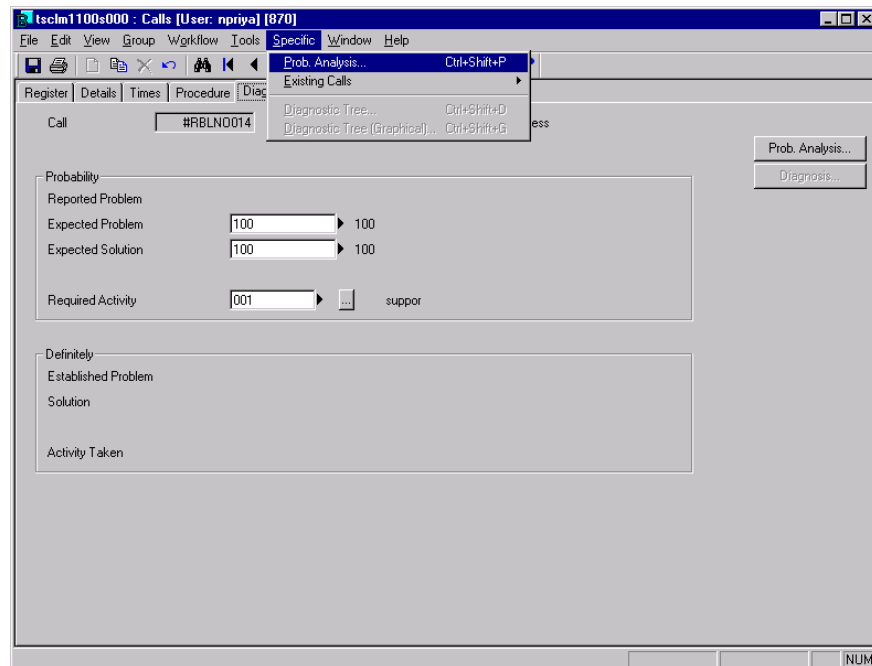 tsclm1100s000 : Calls [User: npriya] [870]
File Edit View Group Workflow Tools Specific Window Help
Prob. Analysis... Ctrl+Shift+P
Existing Calls
Diagnostic Tree... Ctrl+Shift+D
Diagnostic Tree (Graphical)... Ctrl+Shift+G
Register Details Times Procedure Diag
Call #RBLN0014 ess
Prob. Analysis...
Diagnosis...
Probability
Reported Problem
Expected Problem 100 100
Expected Solution 100 100
Required Activity 001 ... suppor
Definitely
Established Problem
Solution
Activity Taken
NUM